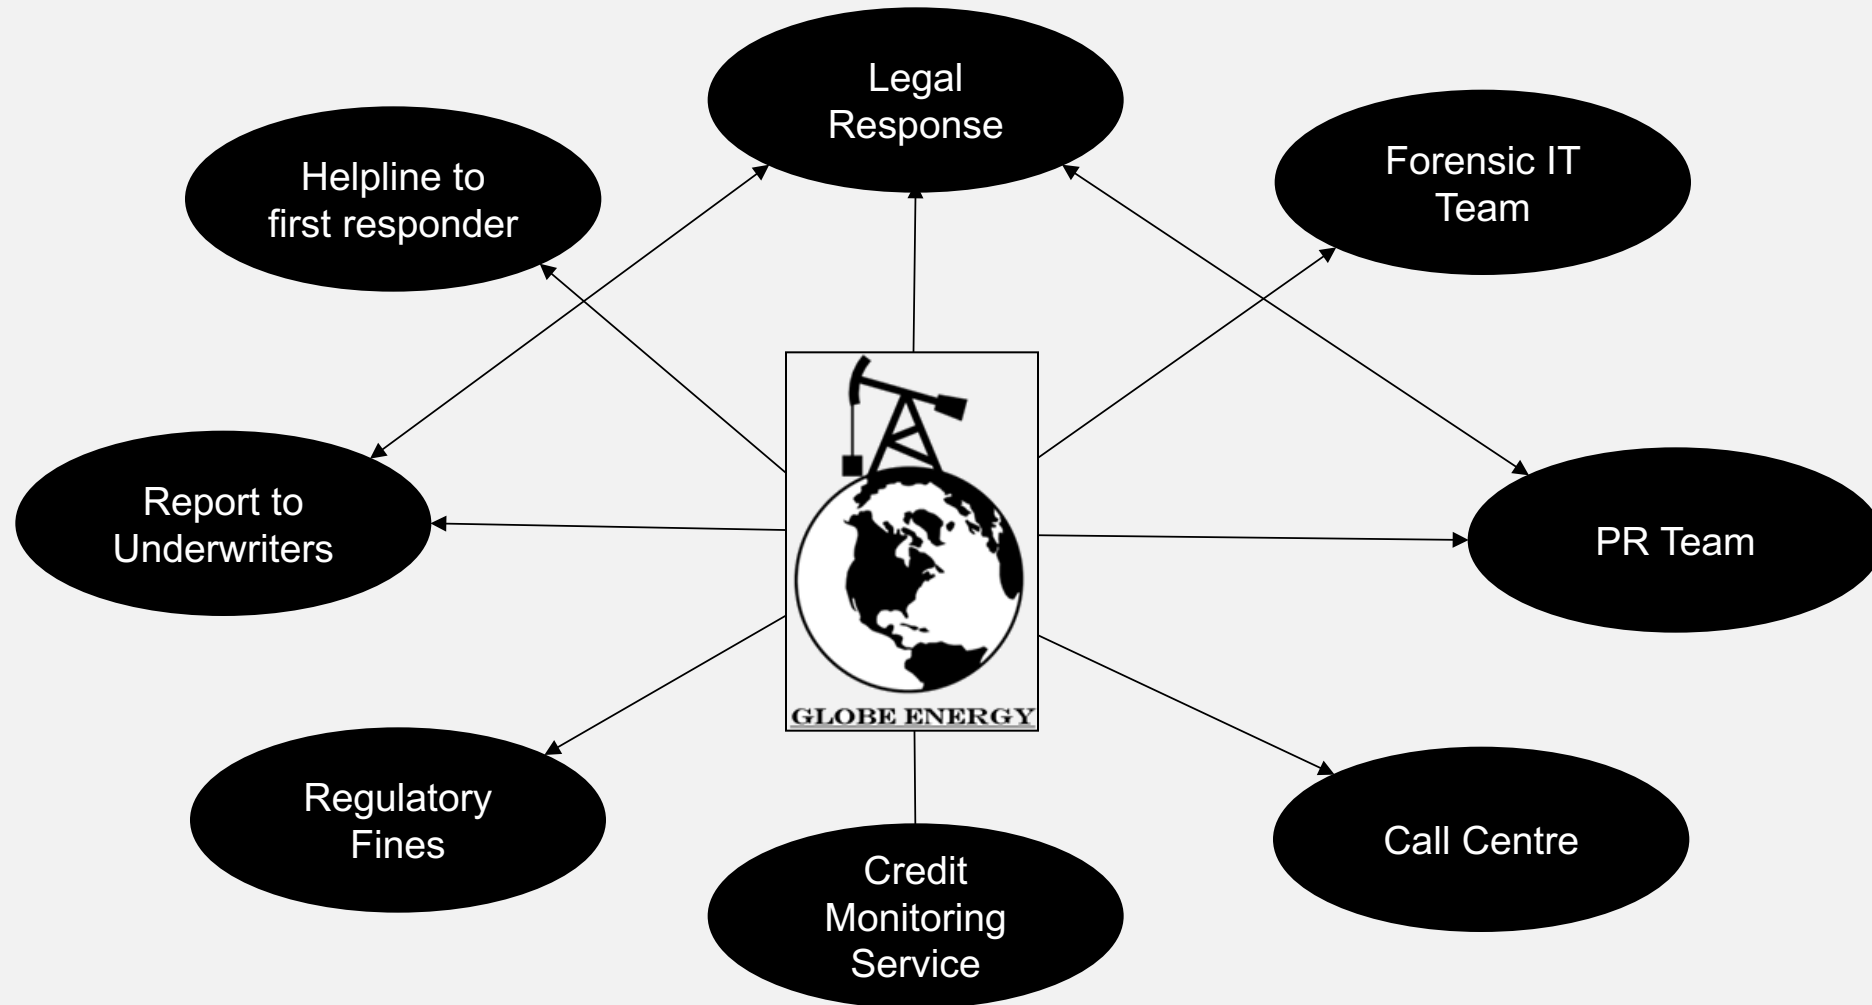 Legal
Response
Helpline to
first responder
Forensic IT
Team
Report to
Underwriters
PR Team
GLOBE ENERGY
Regulatory
Fines
Call Centre
Credit
Monitoring
Service